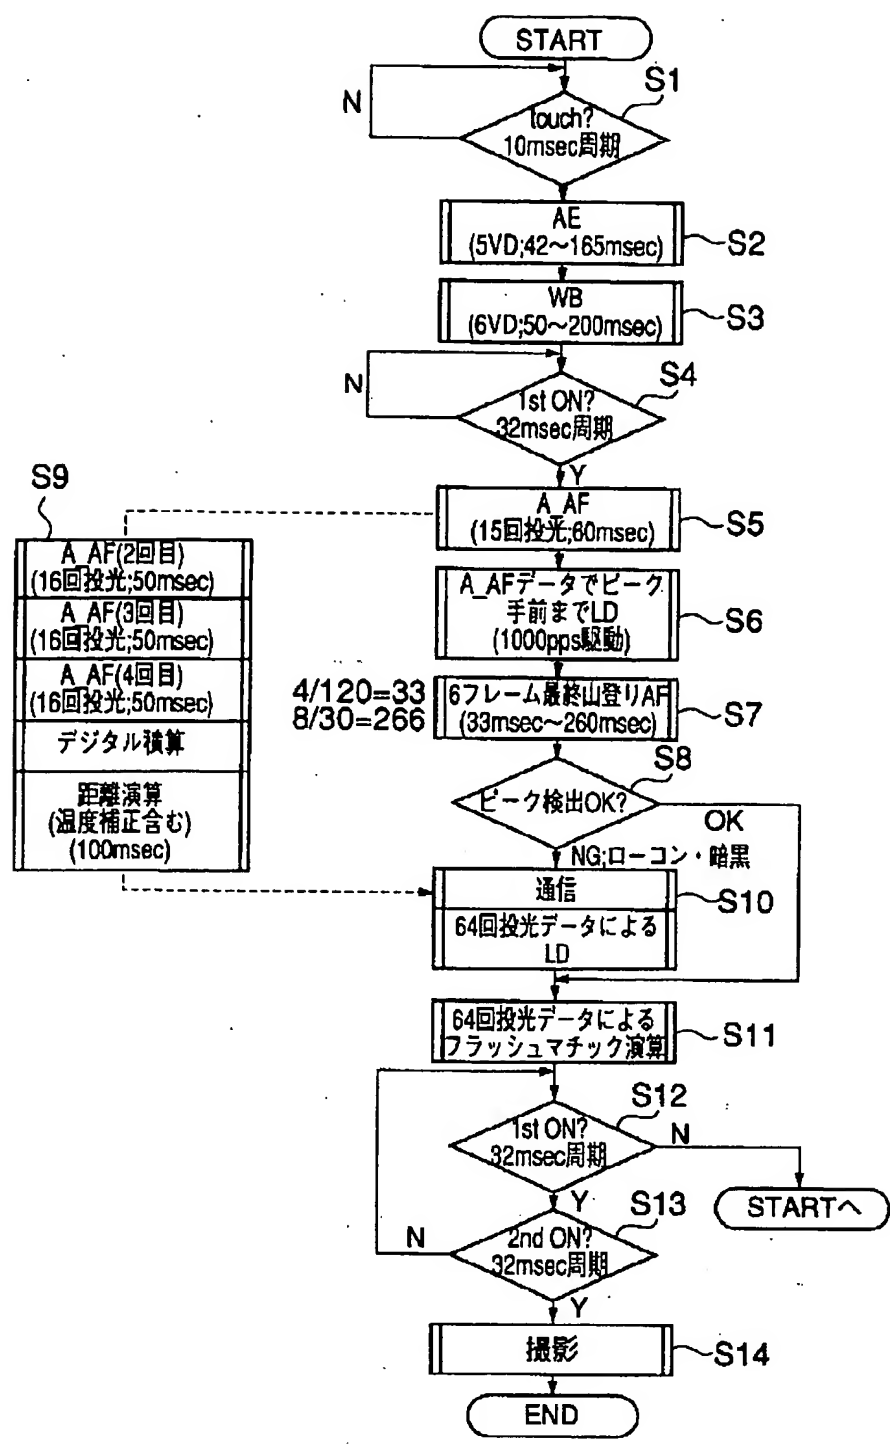 START
S1
N
touch?
10msec周期
AE
(5VD;42～165msec)
S2
WB
(6VD;50～200msec)
S3
N
S4
1st ON?
32msec周期
Y
A_AF
(15回投光;60msec)
S5
S9
A_AF(2回目)
(16回投光;50msec)
A_AF(3回目)
(16回投光;50msec)
A_AF(4回目)
(16回投光;50msec)
デジタル積算
距離演算
(温度補正含む)
(100msec)
A_AFデータでピーク
手前までLD
(1000pps駆動)
S6
4/120=33
8/30=266
6フレーム最終山登りAF
(33msec～260msec)
S7
S8
ピーク検出OK?
OK
NG;ローコン・暗黒
通信
64回投光データによる
LD
S10
64回投光データによる
フラッシュマチック演算
S11
S12
1st ON?
32msec周期
N
Y
STARTへ
S13
N
2nd ON?
32msec周期
Y
撮影
S14
END